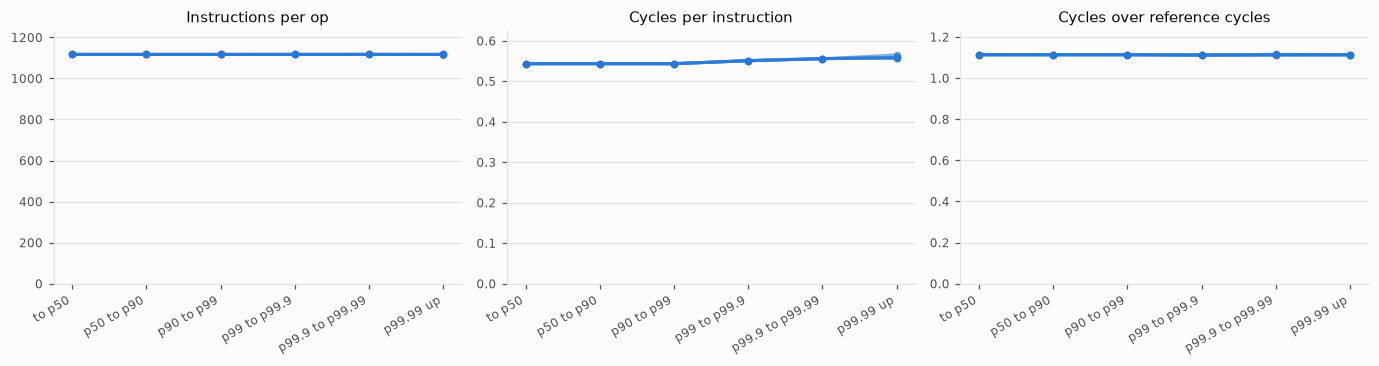 Instructions per op
1200
1000
800
600
400
200
0
to p50
p50 to p90
p90 to p99
p99 to p99.9
p99.9 to p99.99
p99.99 up
Cycles per instruction
0.6
0.5
0.4
0.3
0.2
0.1
0.0
to p50
p50 to p90
p90 to p99
p99 to p99.9
p99.9 to p99.99
p99.99 up
Cycles over reference cycles
1.2
1.0
0.8
0.6
0.4
0.2
0.0
to p50
p50 to p90
p90 to p99
p99 to p99.9
p99.9 to p99.99
p99.99 up